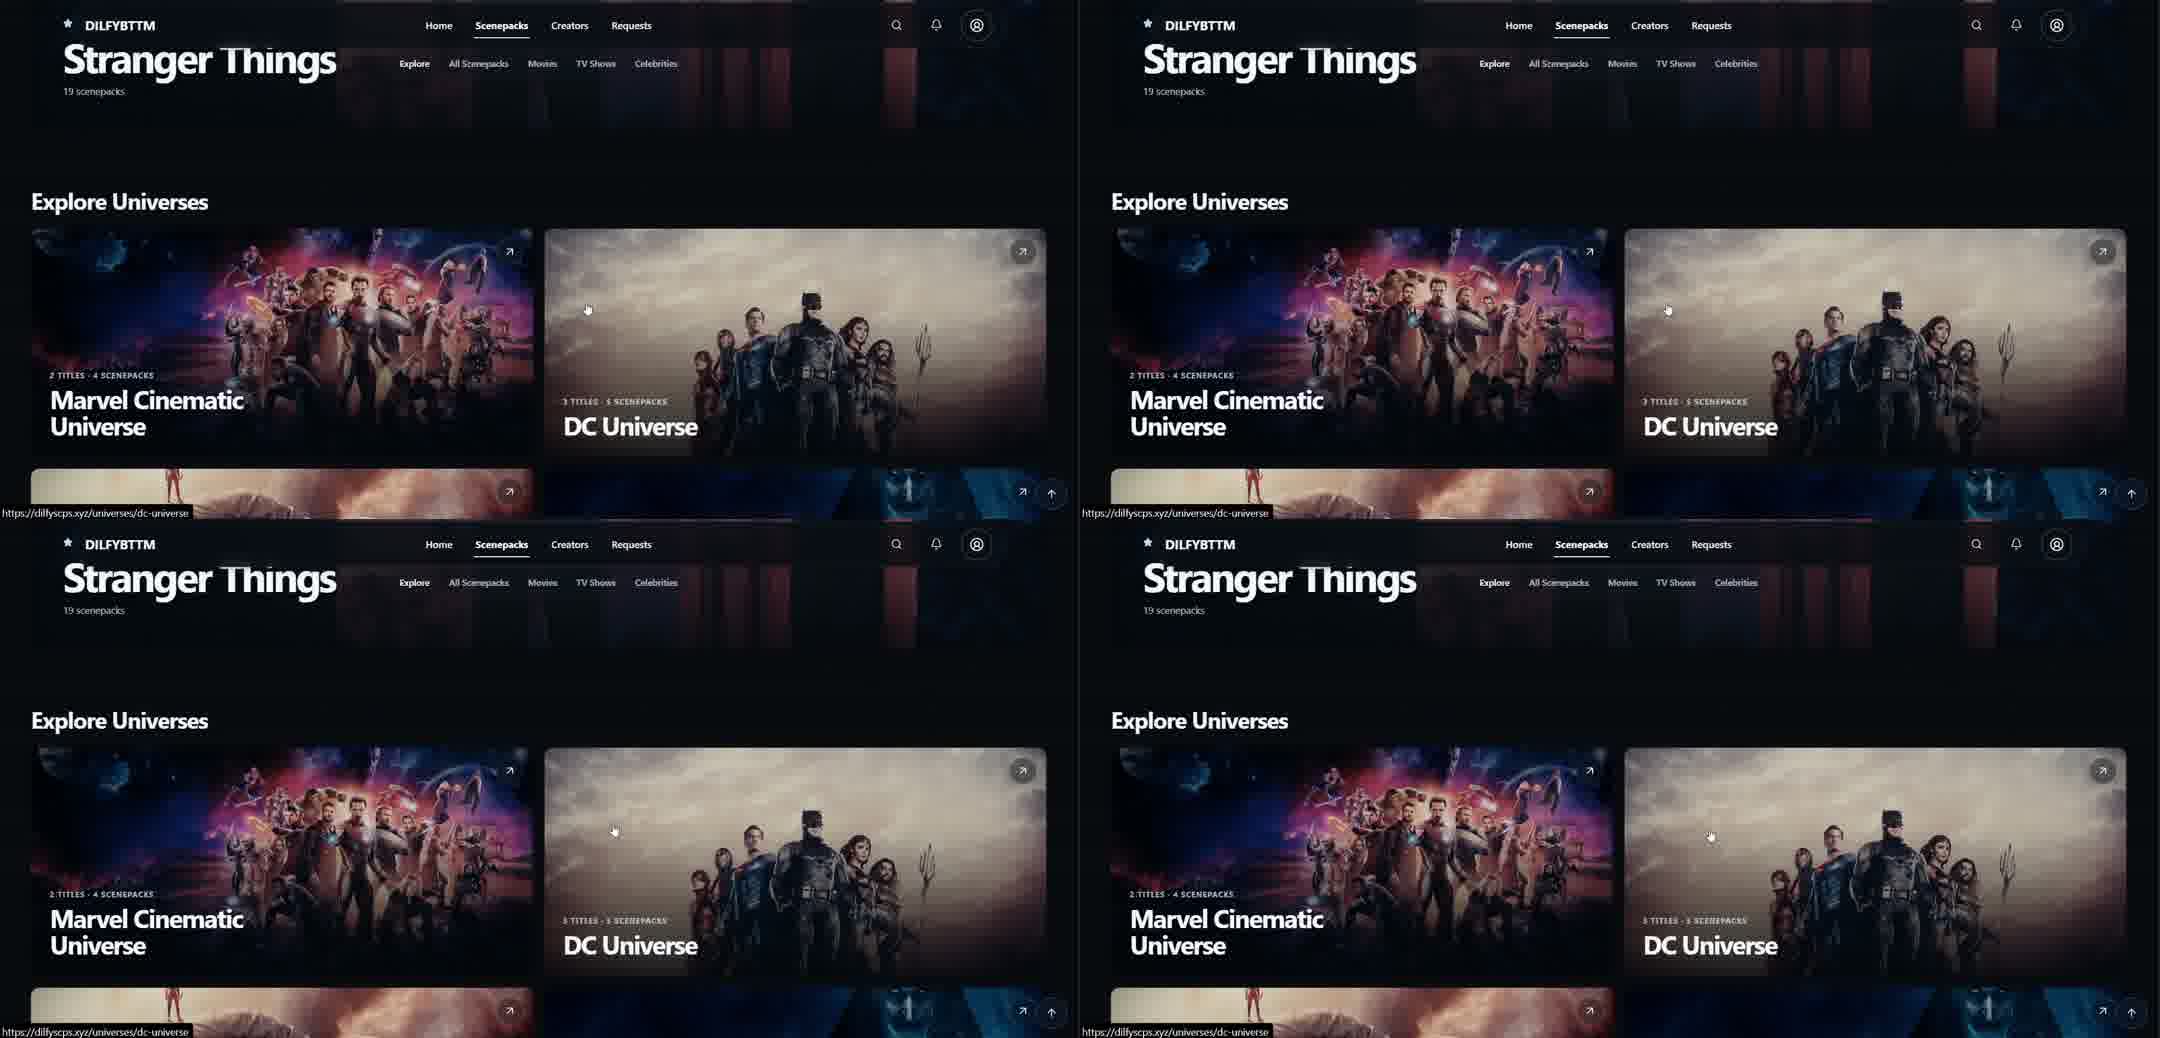 DILFYBTTM
Home Scenepacks Creators Requests
Stranger Things
Explore All Scenepacks Movies TV Shows Celebrities
19 scenepacks
Explore Universes
2 TITLES · 4 SCENEPACKS
Marvel Cinematic
Universe
3 TITLES · 5 SCENEPACKS
DC Universe
https://dilfyscps.xyz/universes/dc-universe
DILFYBTTM
Home Scenepacks Creators Requests
Stranger Things
Explore All Scenepacks Movies TV Shows Celebrities
19 scenepacks
Explore Universes
2 TITLES · 4 SCENEPACKS
Marvel Cinematic
Universe
3 TITLES · 5 SCENEPACKS
DC Universe
https://dilfyscps.xyz/universes/dc-universe
DILFYBTTM
Home Scenepacks Creators Requests
Stranger Things
Explore All Scenepacks Movies TV Shows Celebrities
19 scenepacks
Explore Universes
2 TITLES · 4 SCENEPACKS
Marvel Cinematic
Universe
TITLES · 5 SCENEPACKS
DC Universe
https://dilfyscps.xyz/universes/dc-universe
DILFYBTTM
Home Scenepacks Creators Requests
Stranger Things
Explore All Scenepacks Movies TV Shows Celebrities
19 scenepacks
Explore Universes
2 TITLES · 4 SCENEPACKS
Marvel Cinematic
Universe
TITLES · 5 SCENEPACKS
DC Universe
https://dilfyscps.xyz/universes/dc-universe